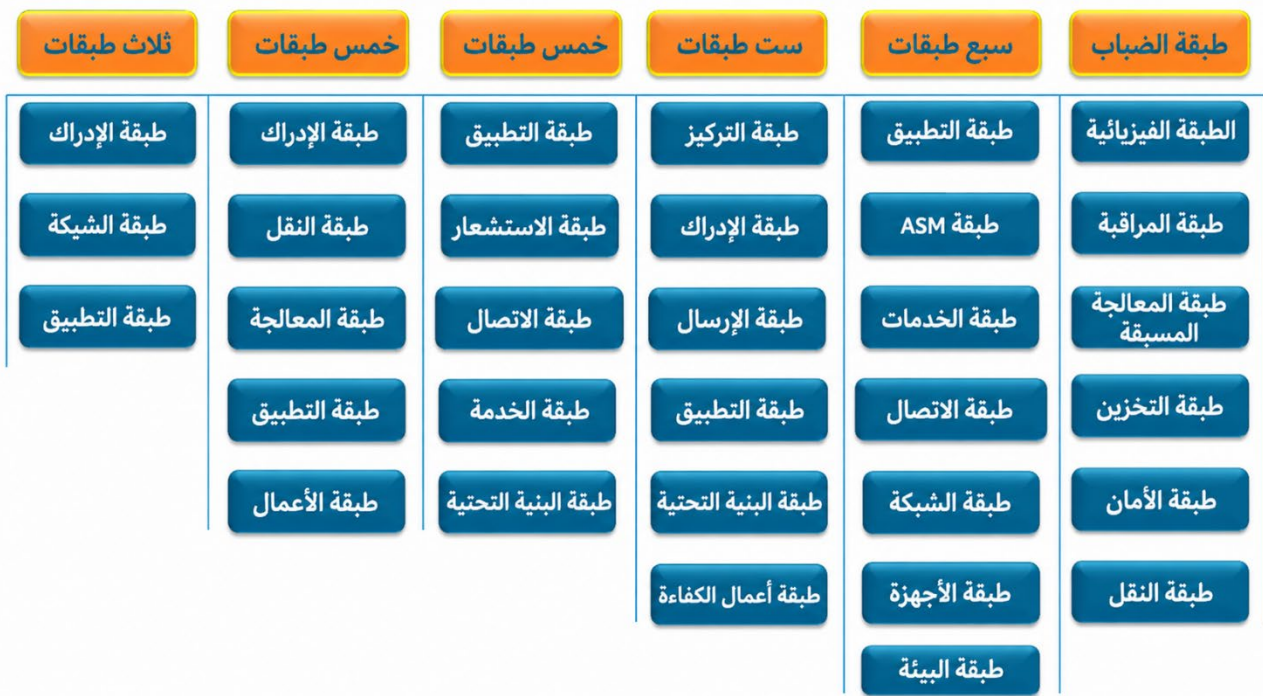 طبقة الضباب
سبع طبقات
ست طبقات
خمس طبقات
خمس طبقات
ثلاث طبقات
الطبقة الفيزيائية
طبقة المراقبة
طبقة المعالجة
المسبقة
طبقة التخزين
طبقة الأمان
طبقة النقل
طبقة التطبيق
طبقة ASM
طبقة الخدمات
طبقة الاتصال
طبقة الشبكة
طبقة الأجهزة
طبقة البيئة
طبقة التركيز
طبقة الإدراك
طبقة الإرسال
طبقة التطبيق
طبقة البنية التحتية
طبقة أعمال الكفاءة
طبقة التطبيق
طبقة الاستشعار
طبقة الاتصال
طبقة الخدمة
طبقة البنية التحتية
طبقة الإدراك
طبقة النقل
طبقة المعالجة
طبقة التطبيق
طبقة الأعمال
طبقة الإدراك
طبقة الشيكة
طبقة التطبيق